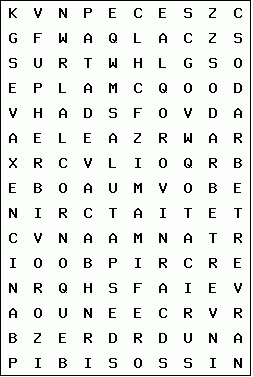 K V N P E C E S Z C
G F W A Q L A C Z S
S U R T W H L G S O
E P L A M C Q O O D
V H A D S F O V D A
A E L E A Z R W A R
X R C V L I O Q R B
E B O A U M V O B E
N I R C T A I T E T
C V N A A M N A T R
I O O B P I R C R E
N R Q H S F A I E V
A O U N E E C R V R
B Z E R D R D U N A
P I B I S O S S I N